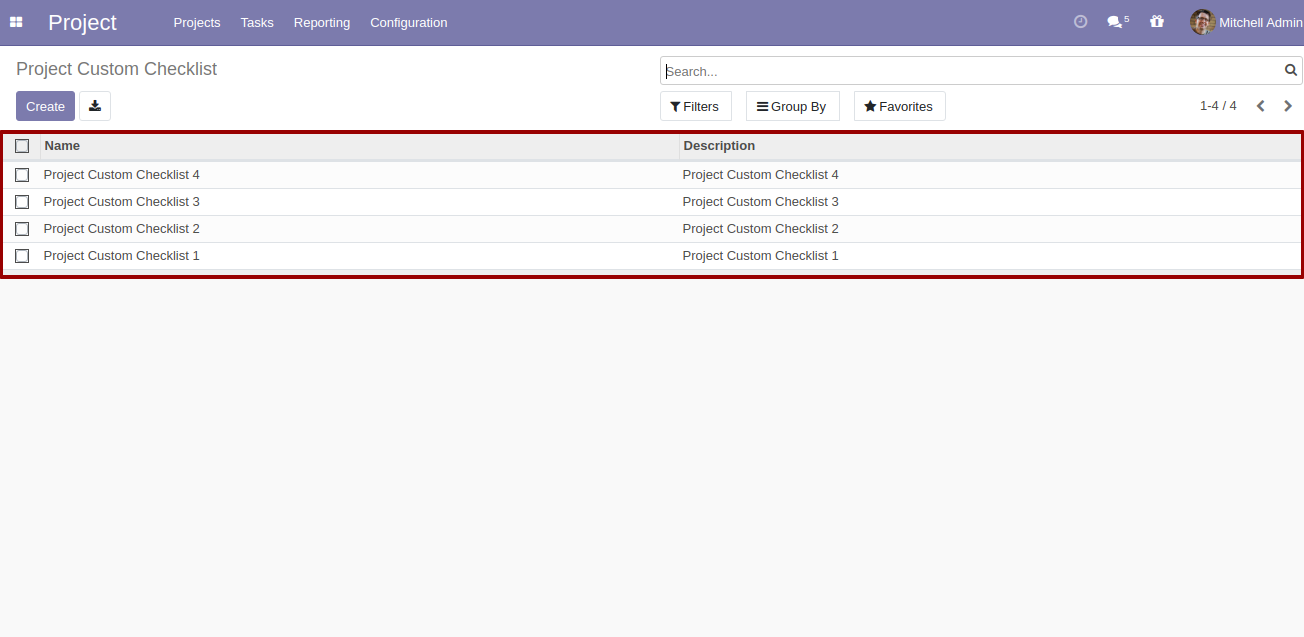 Project Projects Tasks Reporting Configuration 5 Mitchell Admin
Project Custom Checklist
Search...
Create Filters Group By Favorites 1-4 / 4
Name Description
Project Custom Checklist 4 Project Custom Checklist 4
Project Custom Checklist 3 Project Custom Checklist 3
Project Custom Checklist 2 Project Custom Checklist 2
Project Custom Checklist 1 Project Custom Checklist 1